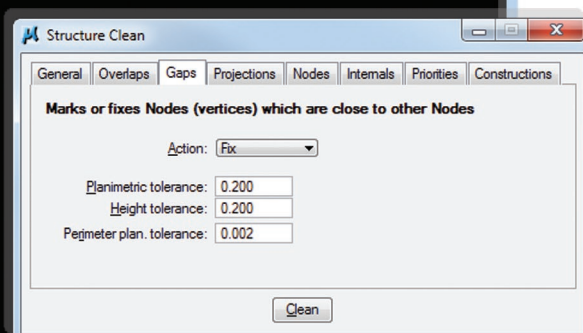 Structure Clean
General Overlaps Gaps Projections Nodes Internals Priorities Constructions
Marks or fixes Nodes (vertices) which are close to other Nodes
Action: Fix
Planimetric tolerance: 0.200
Height tolerance: 0.200
Perimeter plan. tolerance: 0.002
Clean